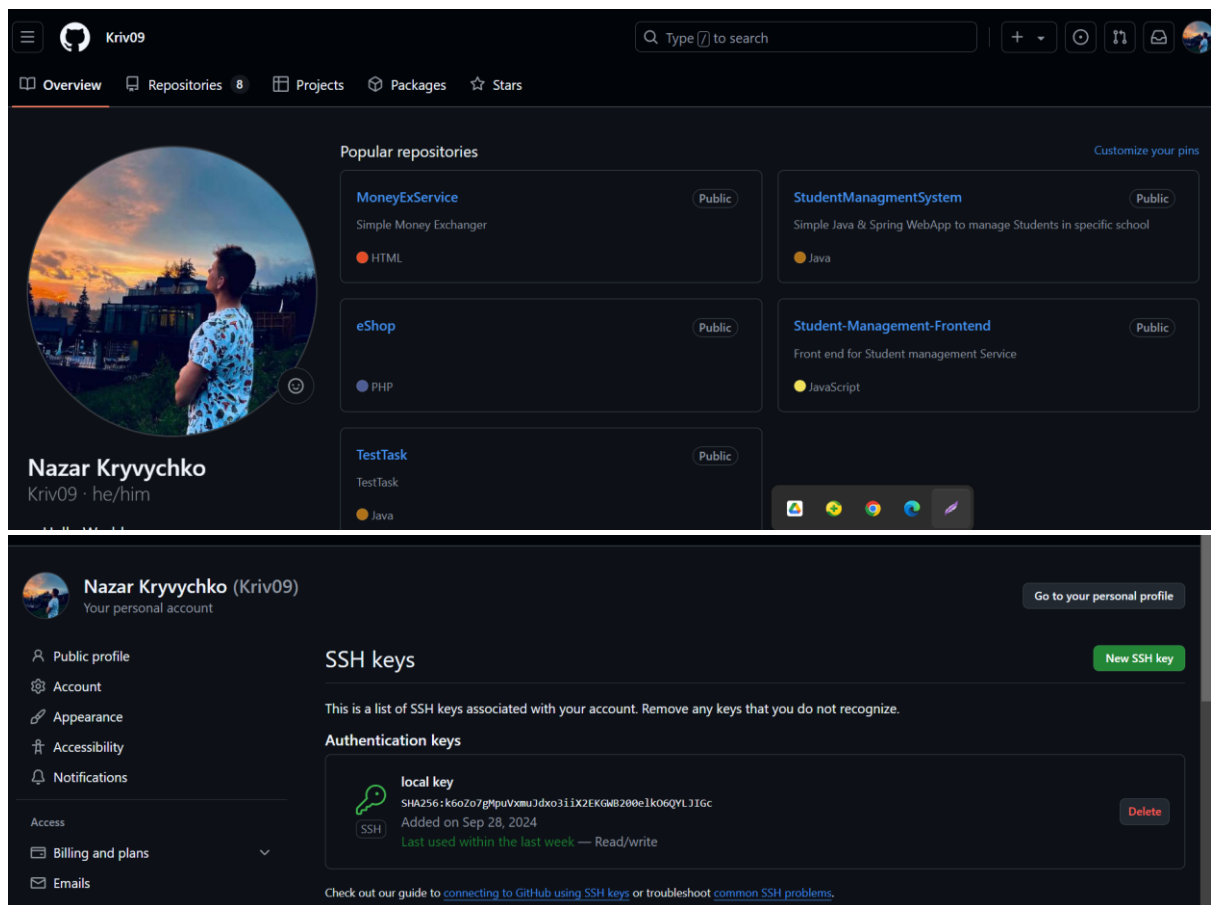 Kriv09
Type / to search
Overview Repositories 8 Projects Packages Stars
Popular repositories
Customize your pins
MoneyExService Public
Simple Money Exchanger
HTML
StudentManagmentSystem Public
Simple Java & Spring WebApp to manage Students in specific school
Java
eShop Public
PHP
Student-Management-Frontend Public
Front end for Student management Service
JavaScript
TestTask Public
TestTask
Java
Nazar Kryvychko
Kriv09 · he/him
Nazar Kryvychko (Kriv09)
Your personal account
Go to your personal profile
Public profile
Account
Appearance
Accessibility
Notifications
Access
Billing and plans
Emails
SSH keys
New SSH key
This is a list of SSH keys associated with your account. Remove any keys that you do not recognize.
Authentication keys
local key
SHA256:k6oZo7gMpuVxmuJdxo3iiX2EKGWB200elkO6QYLJIGc
SSH
Added on Sep 28, 2024
Last used within the last week — Read/write
Delete
Check out our guide to connecting to GitHub using SSH keys or troubleshoot common SSH problems.